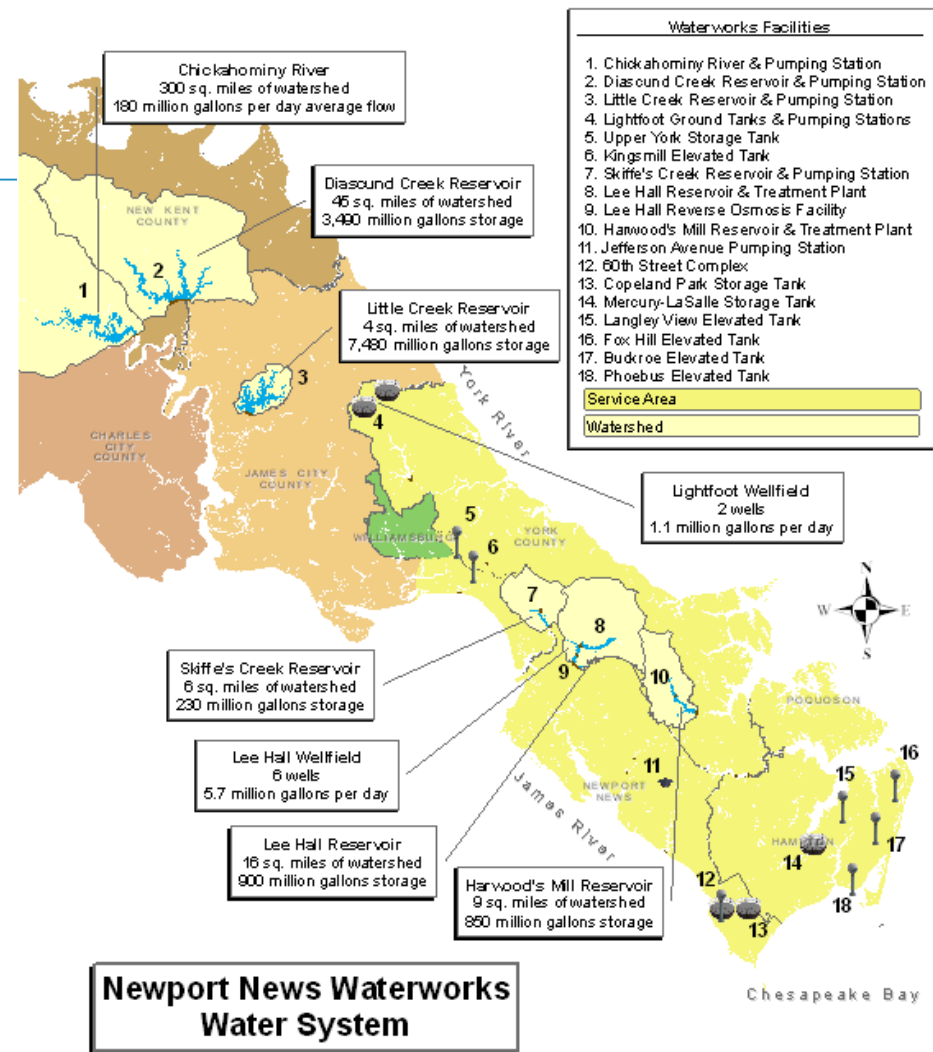 Waterworks Facilities
1. Chickahominy River & Pumping Station
2. Diascund Creek Reservoir & Pumping Station
3. Little Creek Reservoir & Pumping Station
4. Lightfoot Ground Tanks & Pumping Stations
5. Upper York Storage Tank
6. Kingsmill Elevated Tank
7. Skiffe's Creek Reservoir & Pumping Station
8. Lee Hall Reservoir & Treatment Plant
9. Lee Hall Reverse Osmosis Facility
10. Harwood's Mill Reservoir & Treatment Plant
11. Jefferson Avenue Pumping Station
12. 60th Street Complex
13. Copeland Park Storage Tank
14. Mercury-LaSalle Storage Tank
15. Langley View Elevated Tank
16. Fox Hill Elevated Tank
17. Buckroe Elevated Tank
18. Phoebus Elevated Tank
Service Area
Watershed
Chickahominy River
300 sq. miles of watershed
180 million gallons per day average flow
Diascund Creek Reservoir
45 sq. miles of watershed
3,490 million gallons storage
NEW KENT
COUNTY
1
2
Little Creek Reservoir
4 sq. miles of watershed
7,480 million gallons storage
3
York River
4
CHARLES
CITY
COUNTY
JAMES CITY
COUNTY
Lightfoot Wellfield
2 wells
1.1 million gallons per day
WILLIAMSBURG
5
6
YORK
COUNTY
N
W
E
S
7
8
9
10
Skiffe's Creek Reservoir
6 sq. miles of watershed
230 million gallons storage
POQUOSON
Lee Hall Wellfield
6 wells
5.7 million gallons per day
11
NEWPORT
NEWS
James River
15
16
17
HAMPTON
14
18
Lee Hall Reservoir
16 sq. miles of watershed
900 million gallons storage
Harwood's Mill Reservoir
9 sq. miles of watershed
850 million gallons storage
12
13
Newport News Waterworks
Water System
Chesapeake Bay